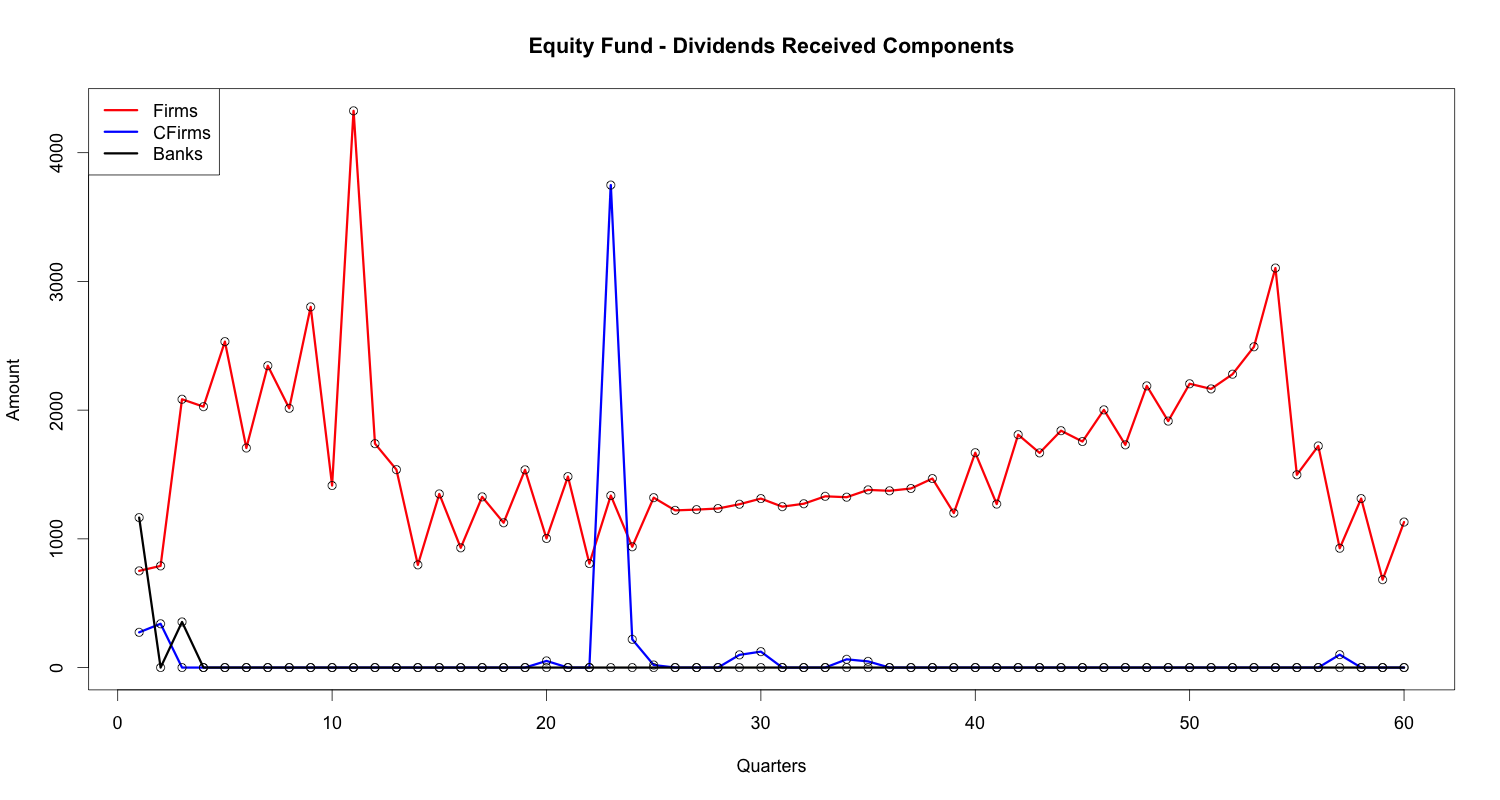 Equity Fund - Dividends Received Components
Firms
CFirms
Banks
Amount
4000
3000
2000
1000
0
0 10 20 30 40 50 60
Quarters